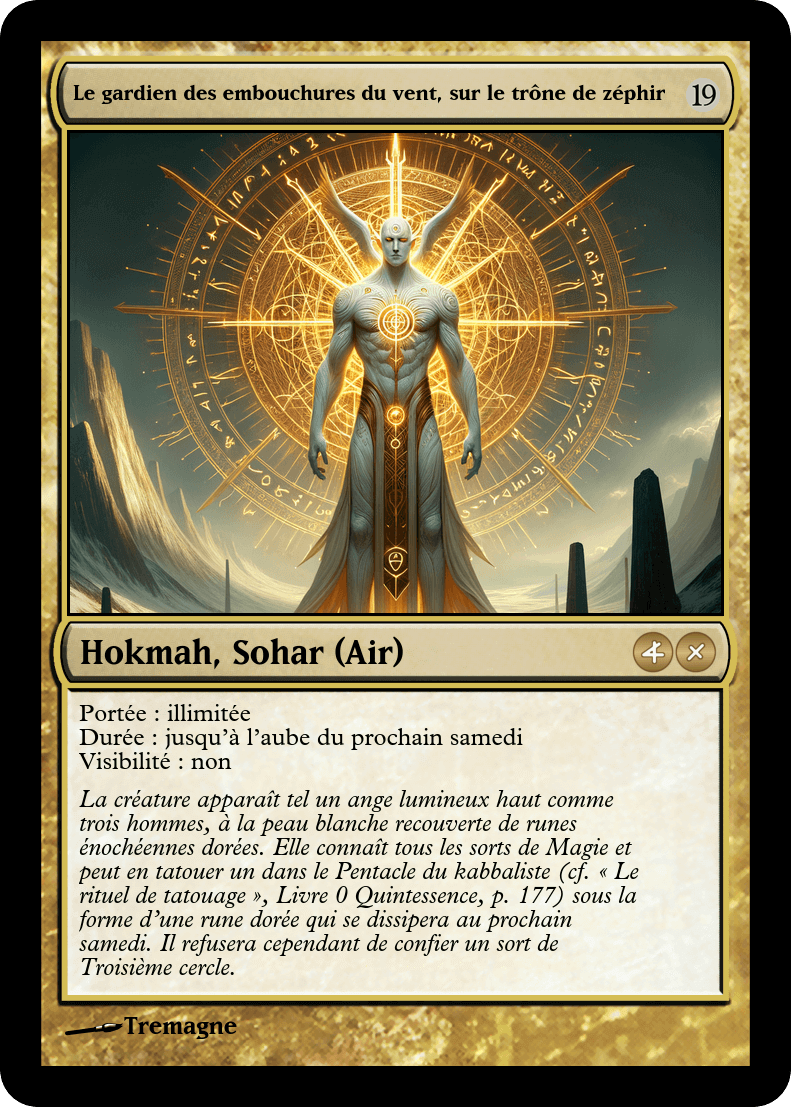 Le gardien des embouchures du vent, sur le trône de zéphir 19
Hokmah, Sohar (Air)
Portée : illimitée
Durée : jusqu’à l’aube du prochain samedi
Visibilité : non
La créature apparaît tel un ange lumineux haut comme
trois hommes, à la peau blanche recouverte de runes
énochéennes dorées. Elle connaît tous les sorts de Magie et
peut en tatouer un dans le Pentacle du kabbaliste (cf. « Le
rituel de tatouage », Livre 0 Quintessence, p. 177) sous la
forme d’une rune dorée qui se dissipera au prochain
samedi. Il refusera cependant de confier un sort de
Troisième cercle.
Tremagne